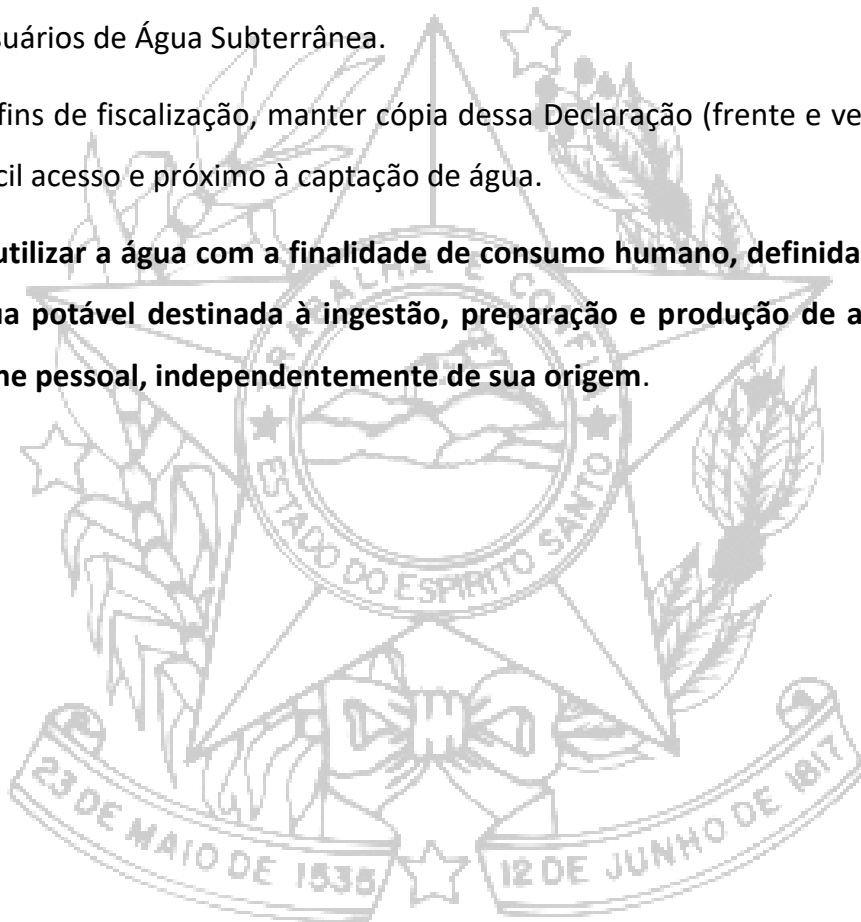 suários de Água Subterrânea.
fins de fiscalização, manter cópia dessa Declaração (frente e ve
cil acesso e próximo à captação de água.
utilizar a água com a finalidade de consumo humano, definida
ua potável destinada à ingestão, preparação e produção de a
ne pessoal, independentemente de sua origem.
TRABALHA E CONFIA
ESTADO DO ESPIRITO SANTO
23 DE MAIO DE 1535
12 DE JUNHO DE 1817